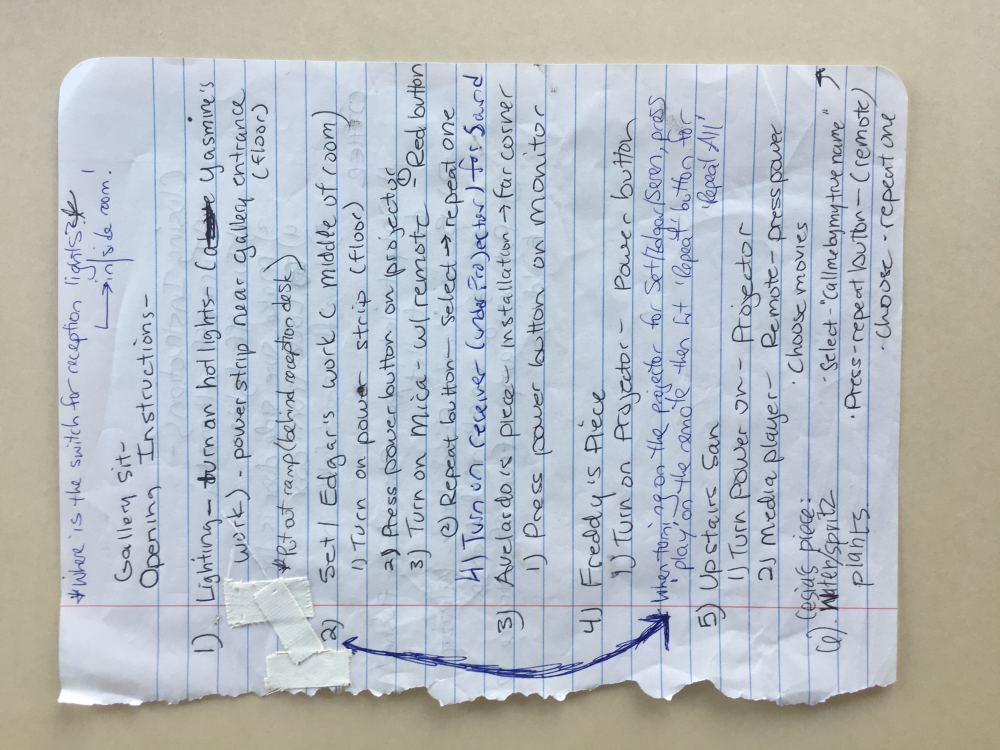 * Where is the switch for reception lights? *
↳ inside room!
Gallery Sit-
Opening Instructions-
1) Lighting - turn on hot lights - ( Yasmine's
work) - power strip near gallery entrance
(floor)
* Put at ramp (behind reception desk)
2) Set / Edgar's work ( middle of room)
1) Turn on power strip (floor)
2) Press power button on projector
3) Turn on Mica - w/ remote - ① Red button
② Repeat button - select → repeat one
4) Turn on receiver (under Projector) for Sound
3) Avelardo is piece - installation → far corner
1) Press power button on monitor
4) Freddy is Piece
1) Turn on Projector - Power button
* When turning on the projector for Set/Edgar/Seren, press
'play' on the remote then hit 'repeat' button for
'Repeat All'
5) Upstairs San
1) Turn Power on - Projector
2) media player - Remote - press power
· Choose movies
· Select - "Call me by my true name"
· Press - repeat button - (remote)
· choose - repeat one
6). piece:
Water/spritz
plants.